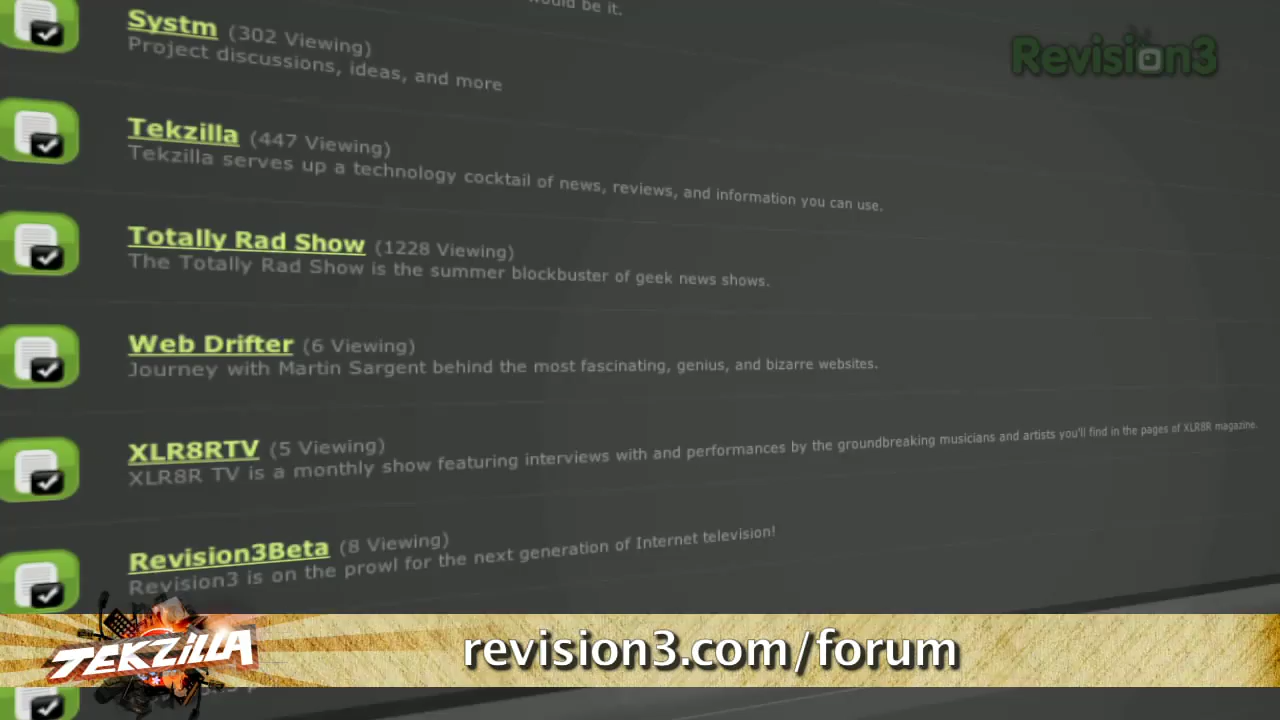 would be it.
Systm (302 Viewing)
Project discussions, ideas, and more
Revision3
Tekzilla (447 Viewing)
Tekzilla serves up a technology cocktail of news, reviews, and information you can use.
Totally Rad Show (1228 Viewing)
The Totally Rad Show is the summer blockbuster of geek news shows.
Web Drifter (6 Viewing)
Journey with Martin Sargent behind the most fascinating, genius, and bizarre websites.
XLR8RTV (5 Viewing)
XLR8R TV is a monthly show featuring interviews with and performances by the groundbreaking musicians and artists you'll find in the pages of XLR8R magazine.
Revision3Beta (8 Viewing)
Revision3 is on the prowl for the next generation of Internet television!
TEKZILLA
revision3.com/forum